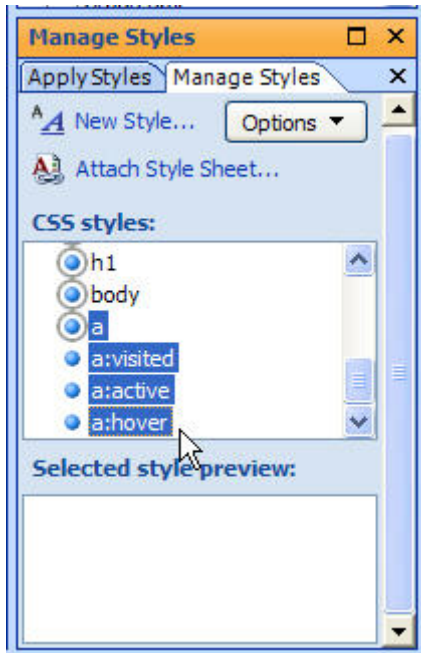 Manage Styles
Apply Styles Manage Styles
New Style... Options
Attach Style Sheet...
CSS styles:
h1
body
a
a:visited
a:active
a:hover
Selected style preview: